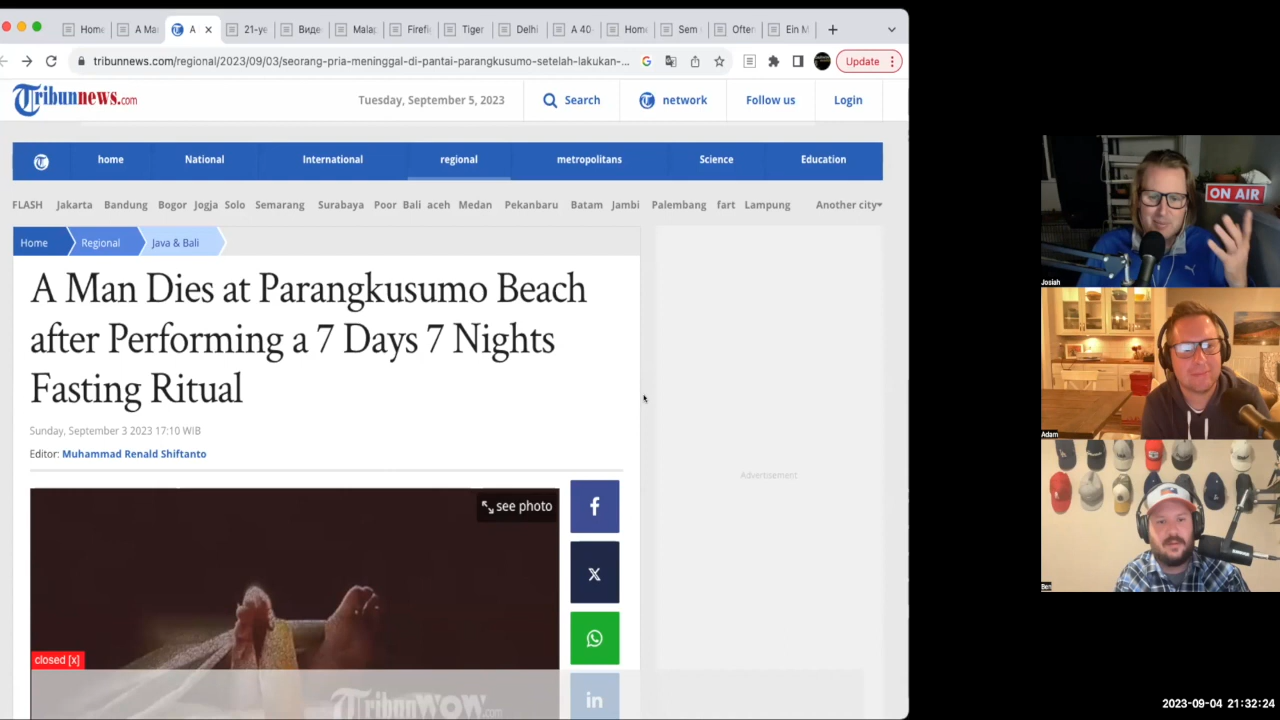 Home
A Ma
A
21-ye
Виде
Malap
Firefi
Tiger
Delhi
A 40-
Home
Sem
Ofter
Ein M
tribunnews.com/regional/2023/09/03/seorang-pria-meninggal-di-pantai-parangkusumo-setelah-lakukan-...
Update
Tribunnews.com
Tuesday, September 5, 2023
Search
network
Follow us
Login
home National International regional metropolitans Science Education
FLASH Jakarta Bandung Bogor Jogja Solo Semarang Surabaya Poor Bali aceh Medan Pekanbaru Batam Jambi Palembang fart Lampung Another city
Home Regional Java & Bali
A Man Dies at Parangkusumo Beach
after Performing a 7 Days 7 Nights
Fasting Ritual
Sunday, September 3 2023 17:10 WIB
Editor: Muhammad Renald Shiftanto
see photo
closed [x]
TribunWOW.com
Advertisement
ON AIR
Josiah
Adam
Ben
2023-09-04 21:32:24